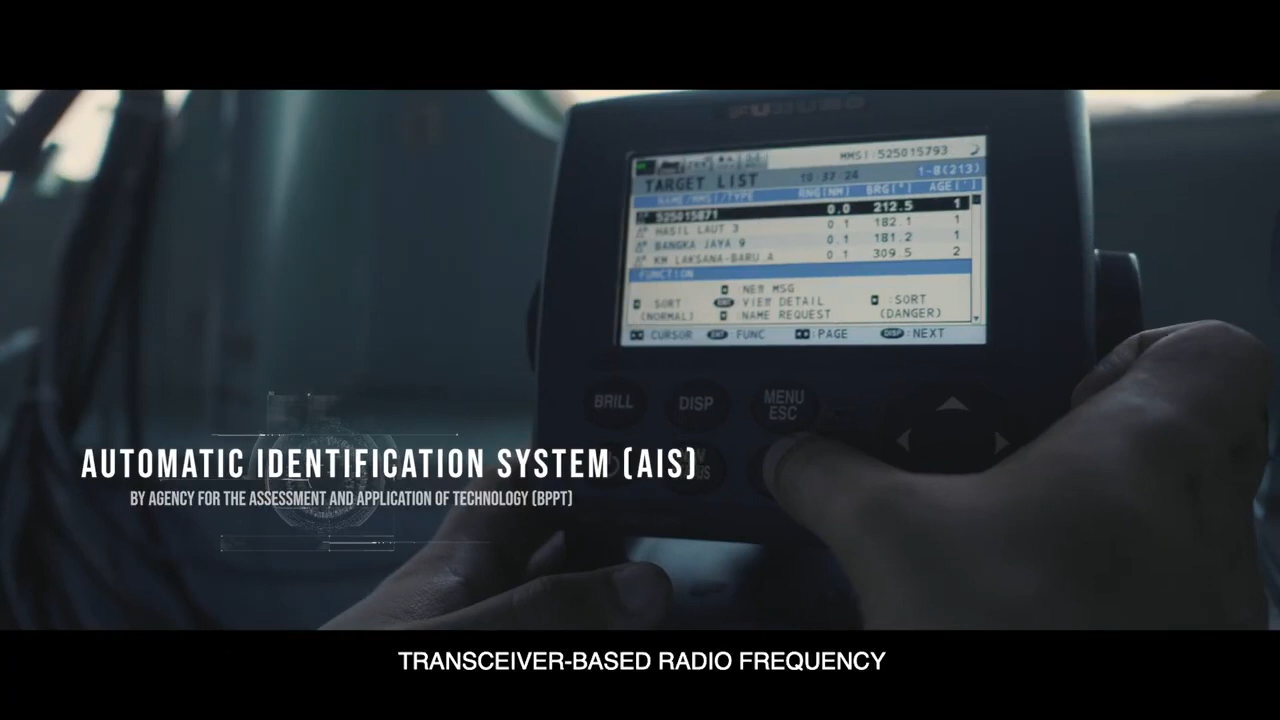 FURUNO
MMSI:525015793
TARGET LIST 10:37:24 1-8(213)
NAME/MMSI/TYPE RNG(NM) BRG(°) AGE(')
525015871 0.0 212.5 1
HASIL LAUT 3 0.1 182.1 1
BANGKA JAYA 9 0.1 181.2 1
KM LAKSANA-BARU.A 0.1 309.5 2
FUNCTION
:NEW MSG
SORT :VIEW DETAIL :SORT
(NORMAL) :NAME REQUEST (DANGER)
CURSOR ENT:FUNC :PAGE DISP:NEXT
BRILL DISP MENU
ESC
AUTOMATIC IDENTIFICATION SYSTEM (AIS)
BY AGENCY FOR THE ASSESSMENT AND APPLICATION OF TECHNOLOGY (BPPT)
TRANSCEIVER-BASED RADIO FREQUENCY